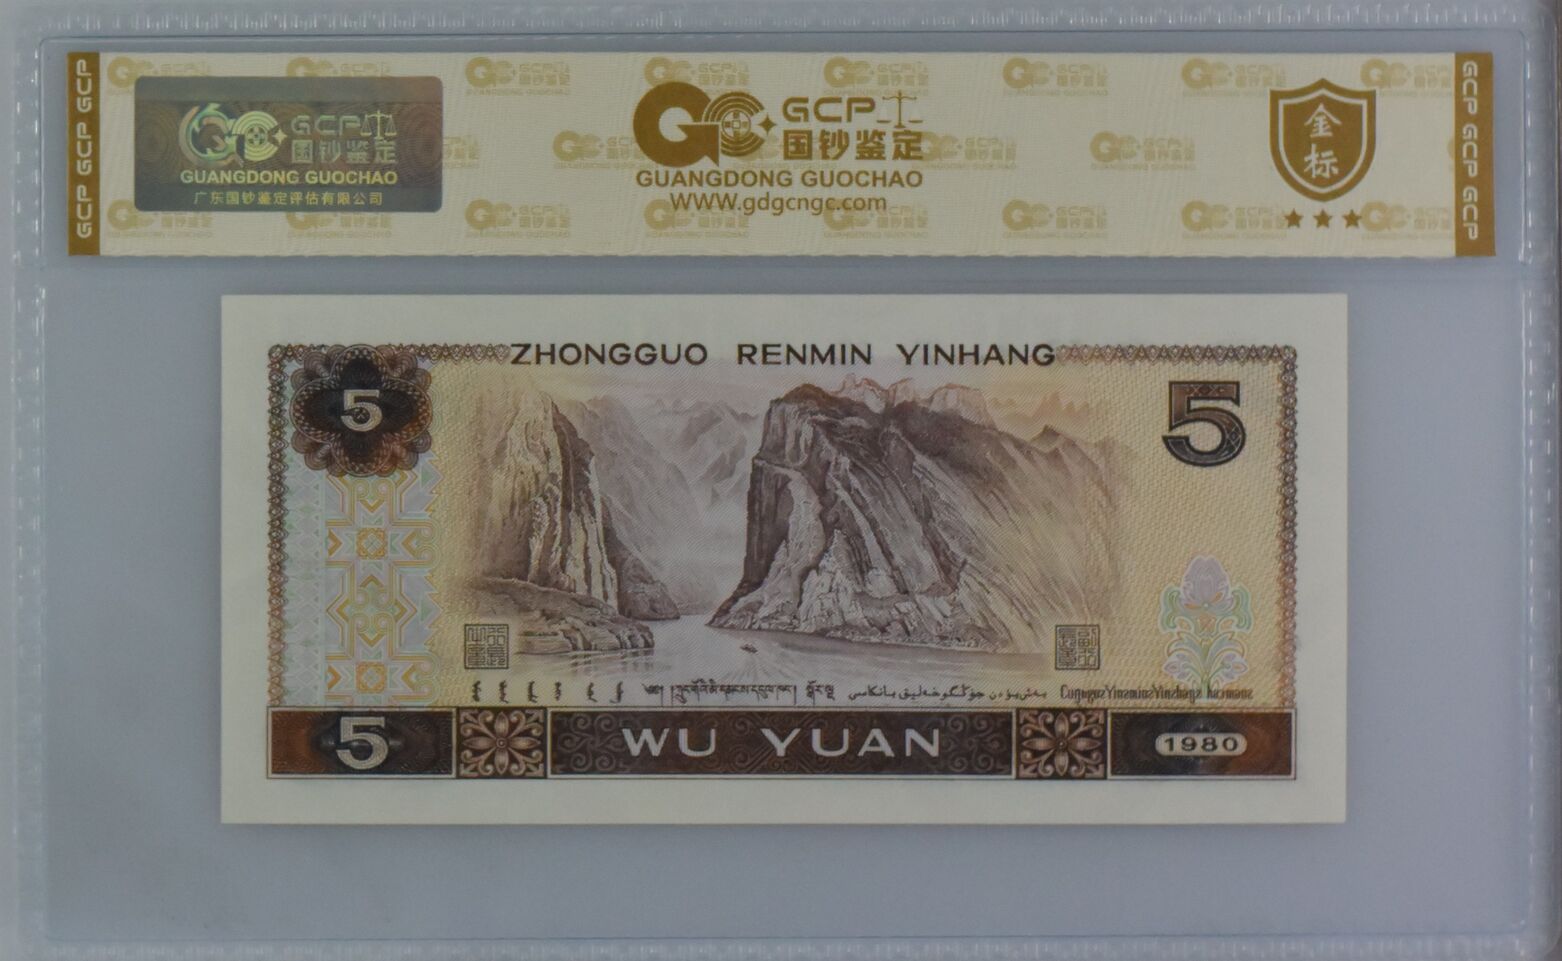 GCP GCP GCP
GCP
国钞鉴定
GUANGDONG GUOCHAO
广东国钞鉴定评估有限公司
GCP
国钞鉴定
GUANGDONG GUOCHAO
WWW.gdgcngc.com
金标
GCP GCP GCP
ZHONGGUO RENMIN YINHANG
5
5
5
WU YUAN
1980